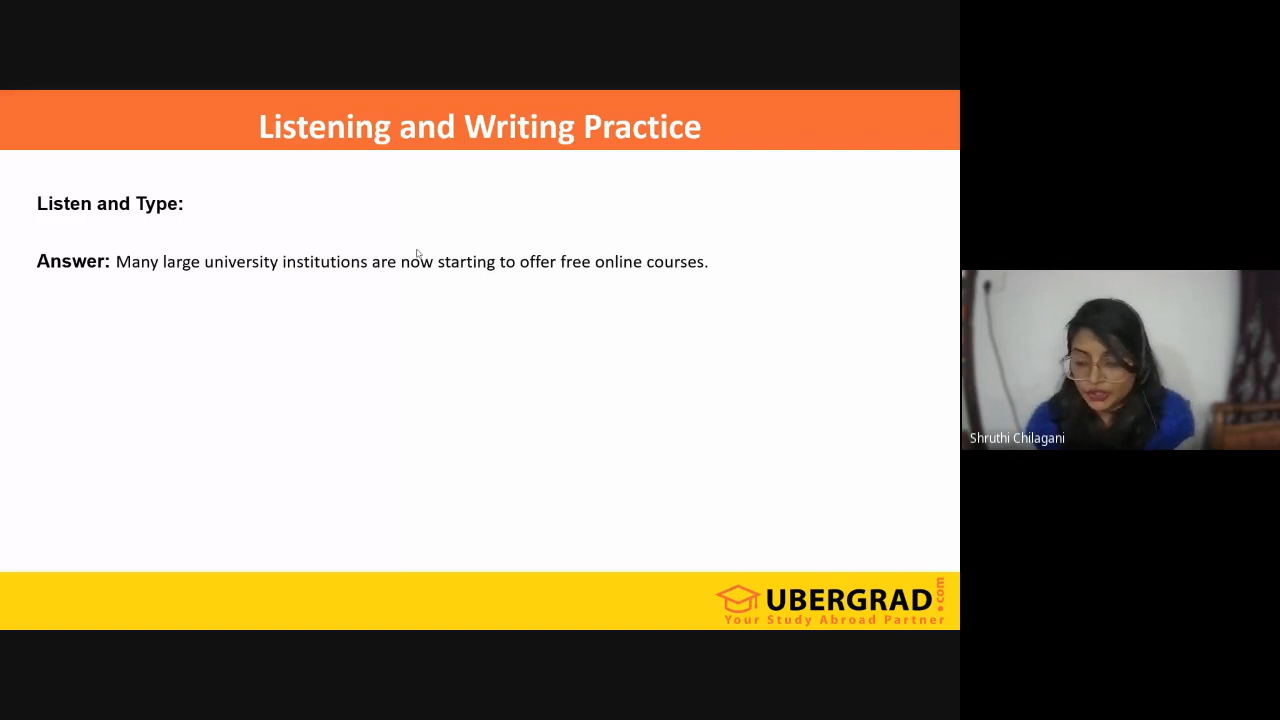 Listening and Writing Practice
Listen and Type:
Answer: Many large university institutions are now starting to offer free online courses.
UBERGRAD.com
Your Study Abroad Partner
Shruthi Chilagani